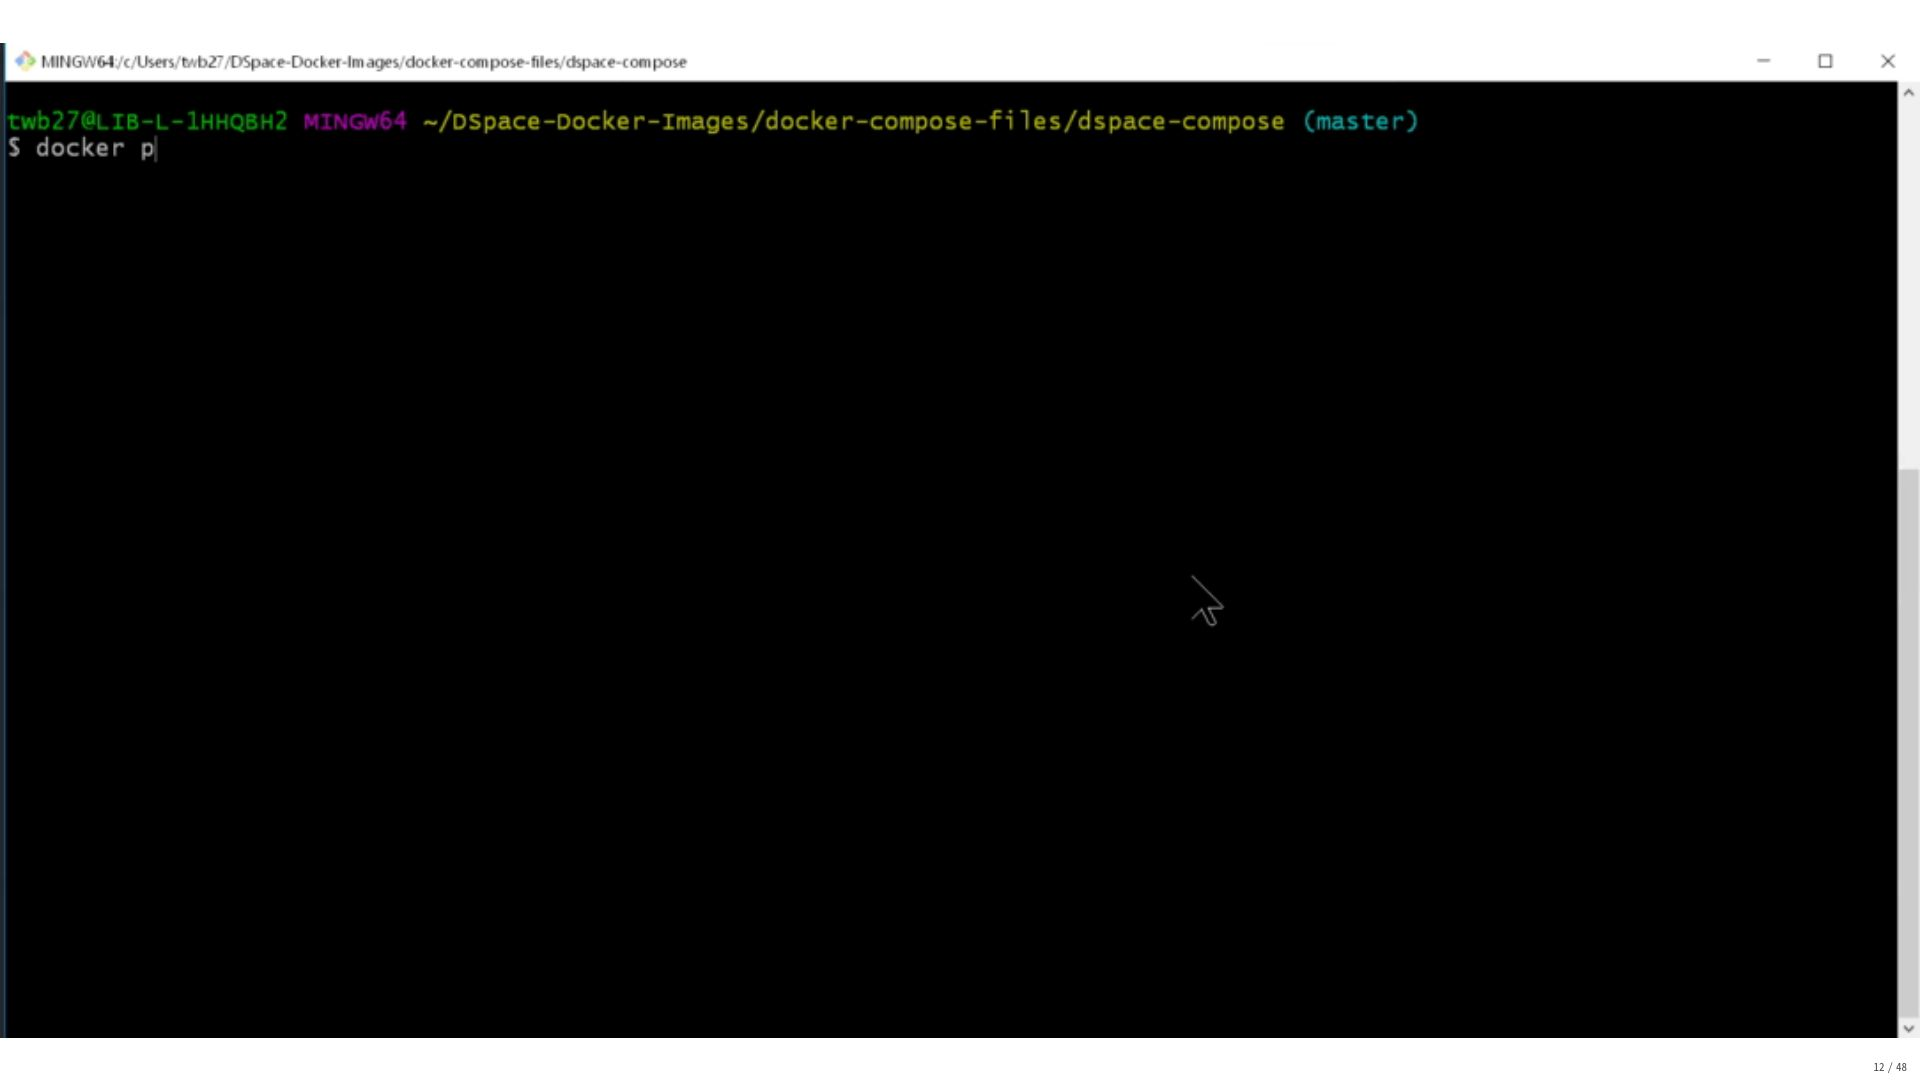 MINGW64:/c/Users/twb27/DSpace-Docker-Images/docker-compose-files/dspace-compose
twb27@LIB-L-1HHQBH2 MINGW64 ~/DSpace-Docker-Images/docker-compose-files/dspace-compose (master)
$ docker p
12 / 48